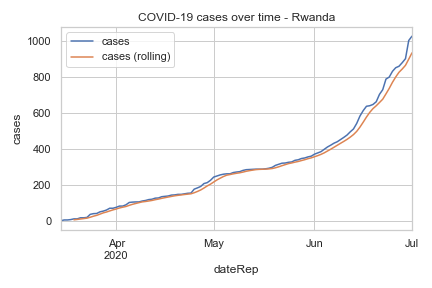 COVID-19 cases over time - Rwanda
cases
cases (rolling)
1000
800
600
400
200
0
cases
Apr
2020
May
Jun
Jul
dateRep